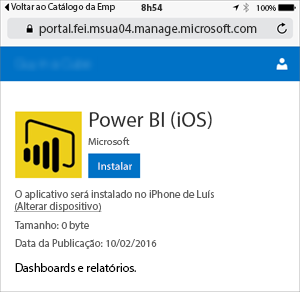 Voltar ao Catálogo da Emp 8h54 100%
portal.fei.msua04.manage.microsoft.com
Power BI (iOS)
Microsoft
Instalar
O aplicativo será instalado no iPhone de Luís
(Alterar dispositivo)
Tamanho: 0 byte
Data da Publicação: 10/02/2016
Dashboards e relatórios.